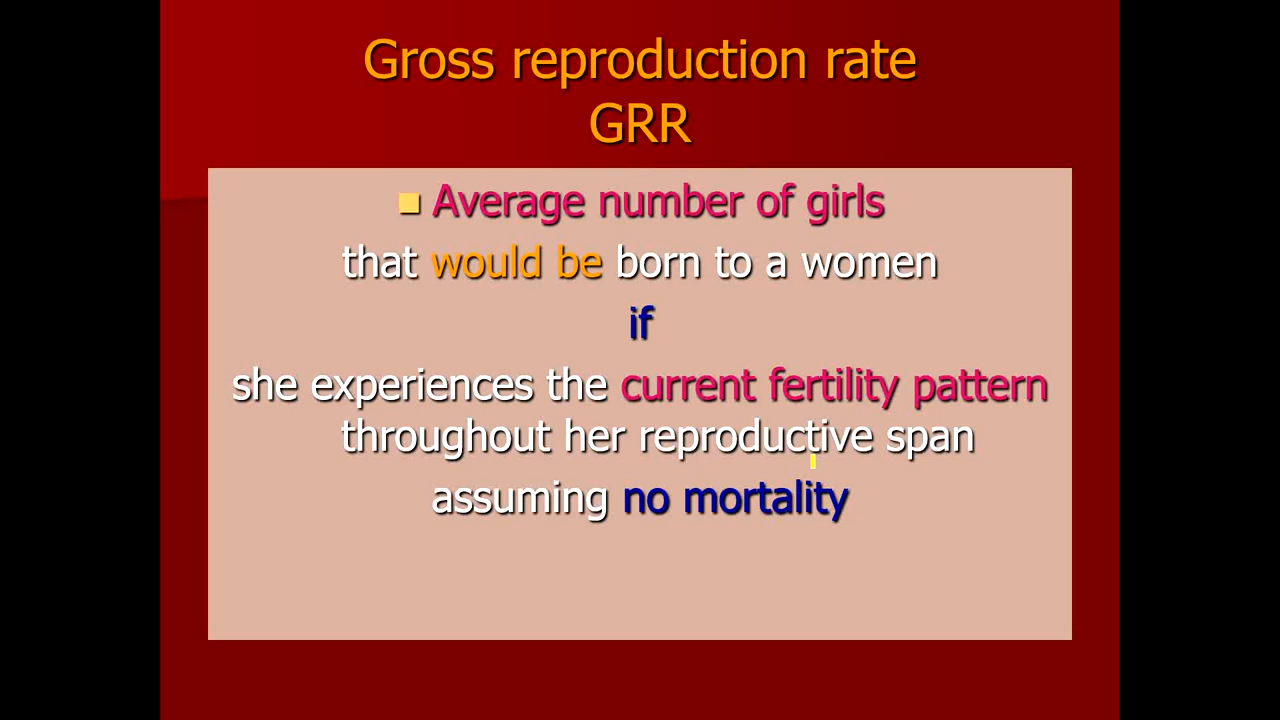 Gross reproduction rate
GRR
Average number of girls
that would be born to a women
if
she experiences the current fertility pattern
throughout her reproductive span
assuming no mortality